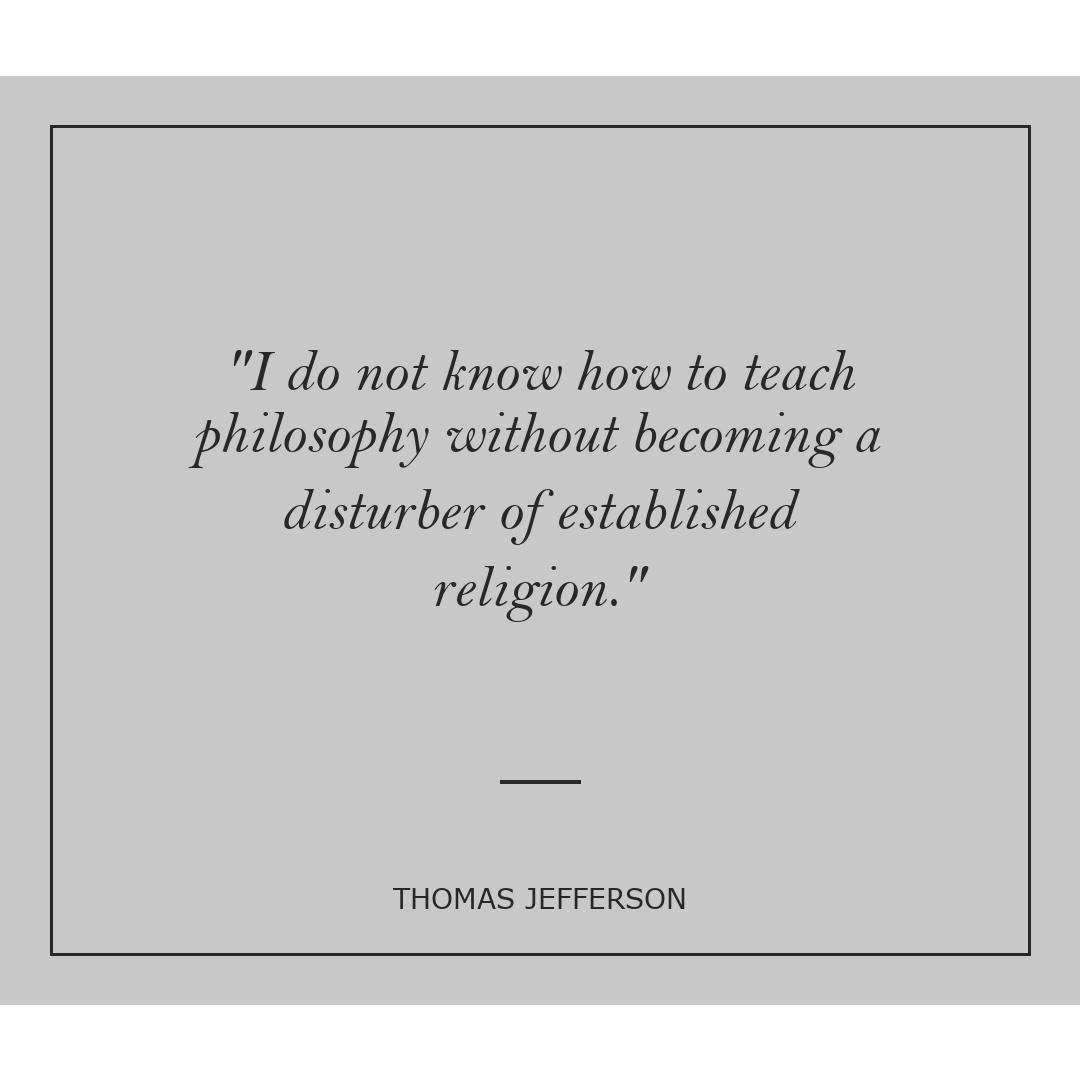 "I do not know how to teach
philosophy without becoming a
disturber of established
religion."
THOMAS JEFFERSON